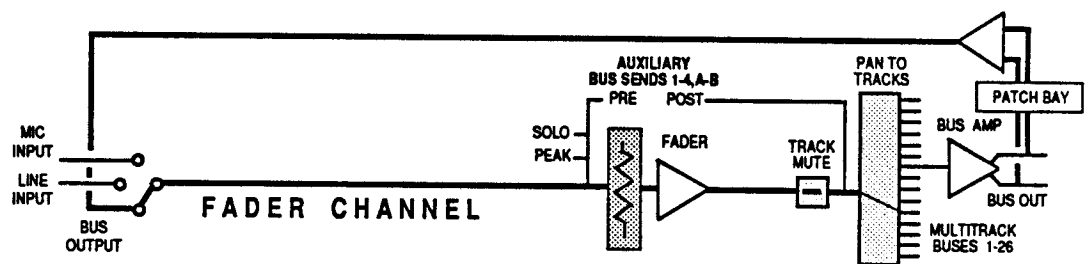 AUXILIARY
BUS SENDS 1-4,A-B
PRE
POST
PAN TO
TRACKS
PATCH BAY
BUS AMP
MIC
INPUT
SOLO
PEAK
FADER
TRACK
MUTE
LINE
INPUT
FADER CHANNEL
BUS
OUTPUT
BUS OUT
MULTITRACK
BUSES 1-26